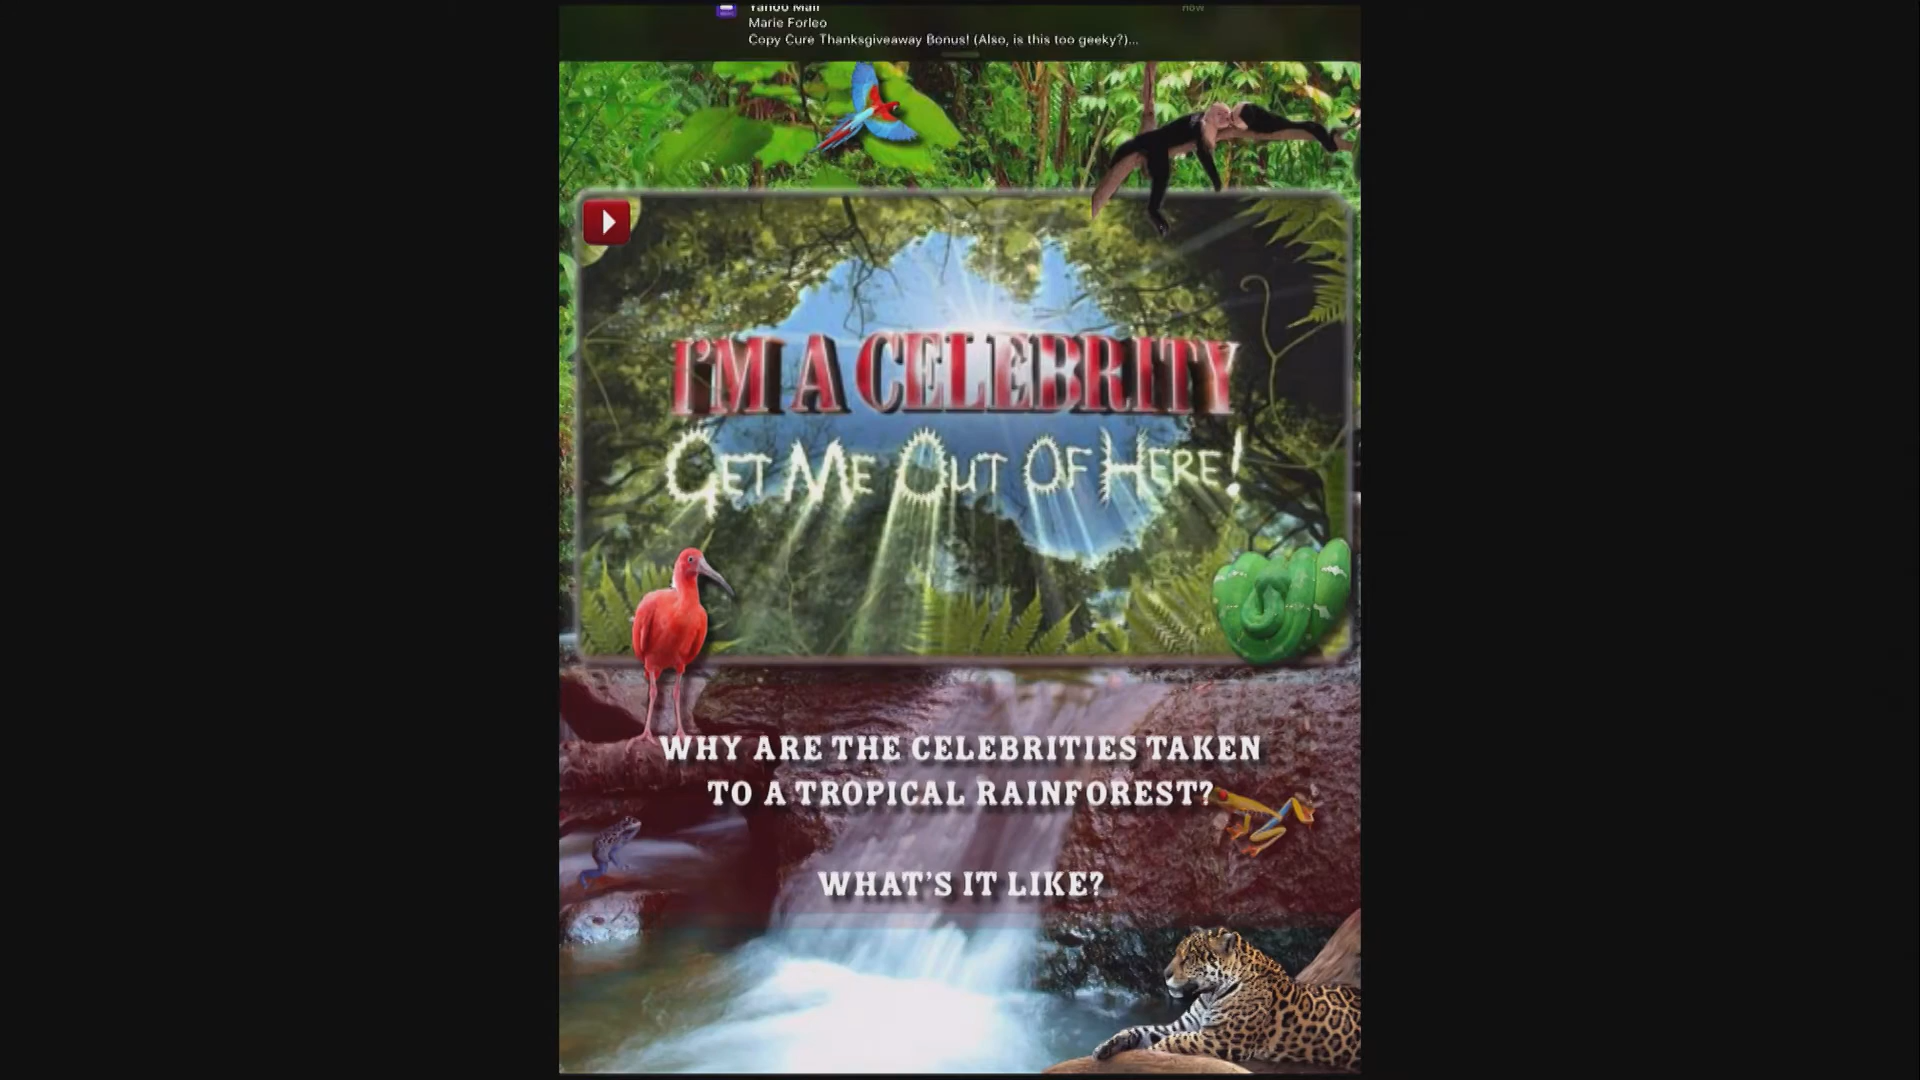 Yahoo Mail
now
Marie Forleo
Copy Cure Thanksgiveaway Bonus! (Also, is this too geeky?)...
I'M A CELEBRITY
GET ME OUT OF HERE!
WHY ARE THE CELEBRITIES TAKEN
TO A TROPICAL RAINFOREST?
WHAT'S IT LIKE?